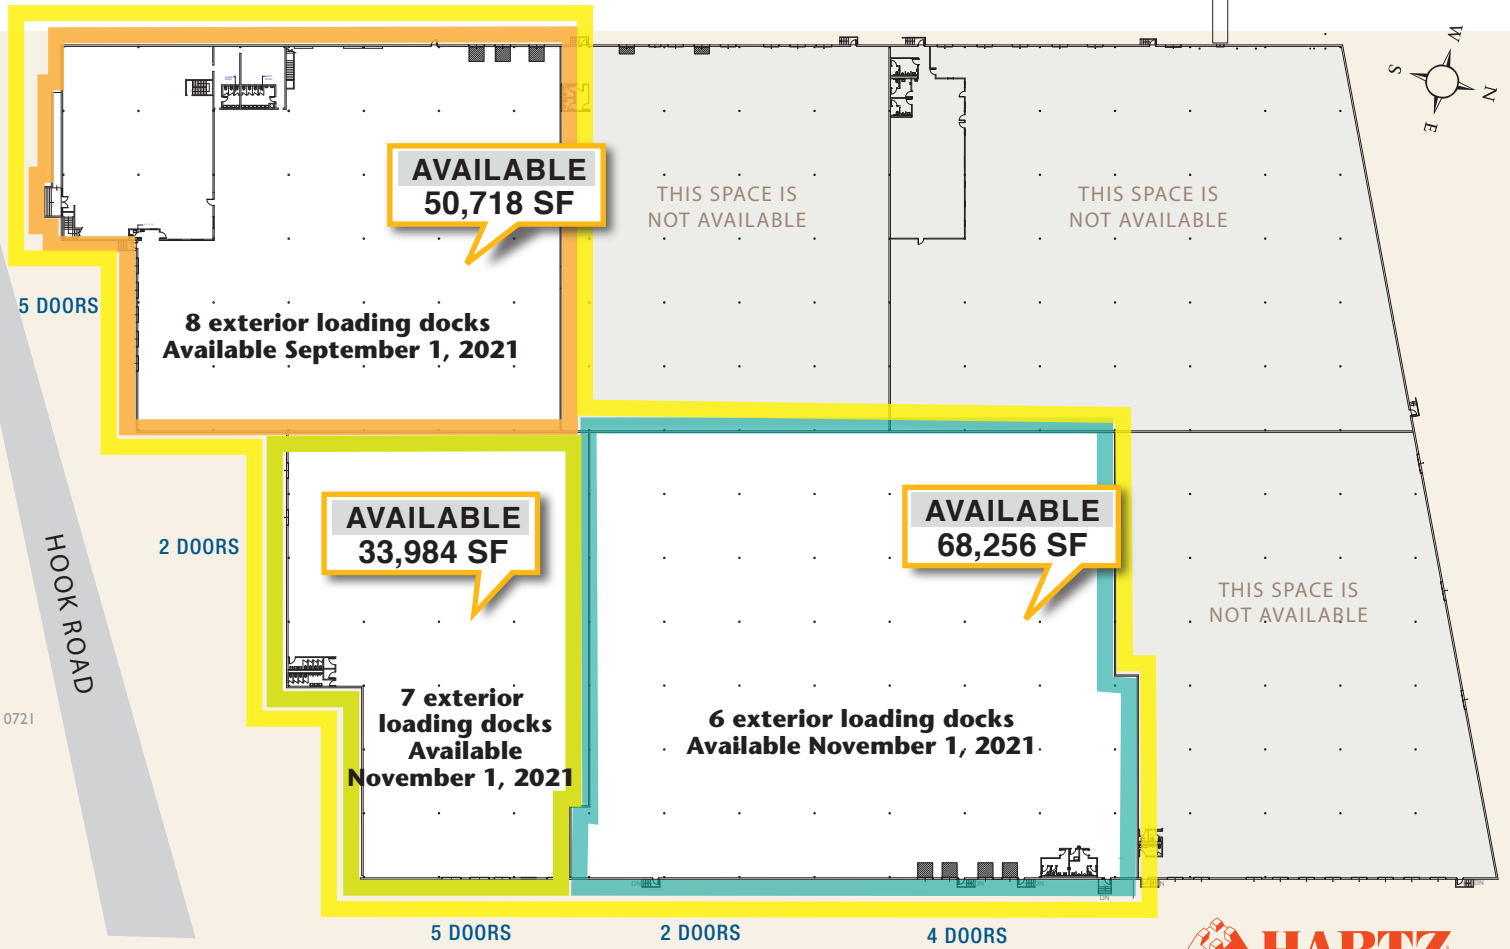 W
S
N
E
AVAILABLE
50,718 SF
THIS SPACE IS
NOT AVAILABLE
THIS SPACE IS
NOT AVAILABLE
5 DOORS
8 exterior loading docks
Available September 1, 2021
AVAILABLE
33,984 SF
AVAILABLE
68,256 SF
2 DOORS
HOOK ROAD
THIS SPACE IS
NOT AVAILABLE
7 exterior
loading docks
Available
November 1, 2021
6 exterior loading docks
Available November 1, 2021
0721
DN
DN
5 DOORS
2 DOORS
4 DOORS
HARTZ